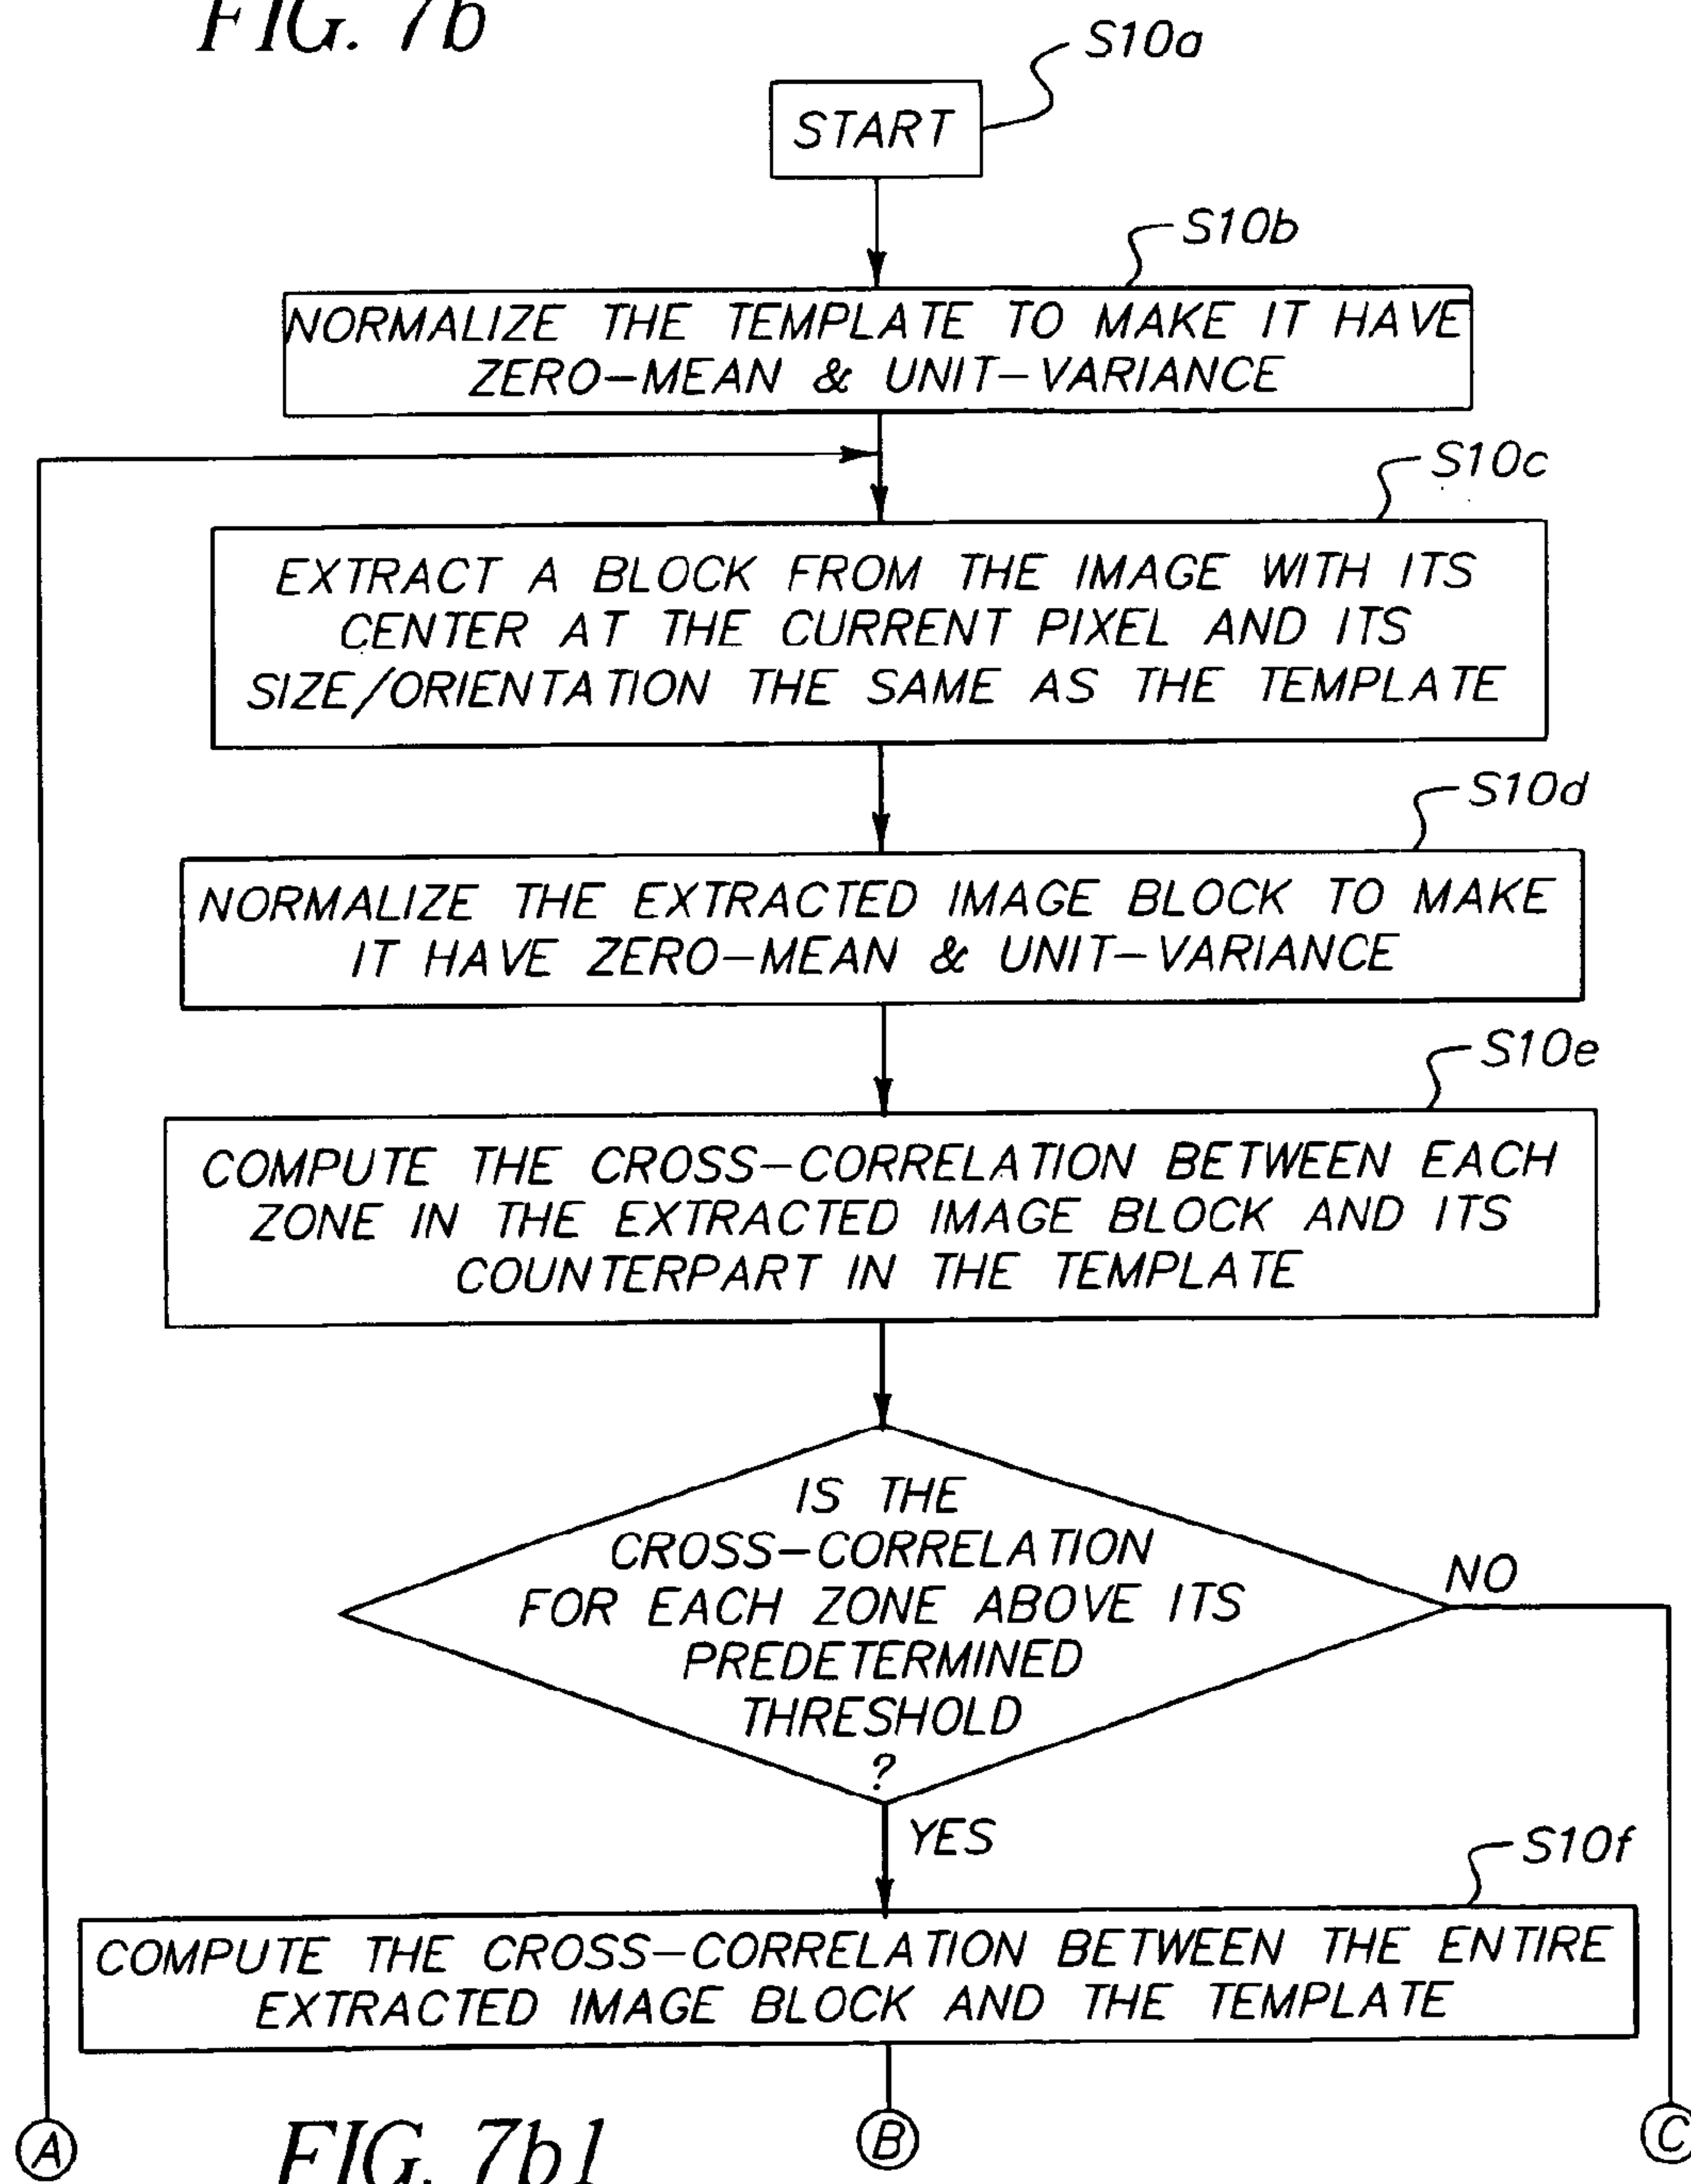 FIG. 7b
S10a
START
S10b
NORMALIZE THE TEMPLATE TO MAKE IT HAVE
ZERO-MEAN & UNIT-VARIANCE
S10c
EXTRACT A BLOCK FROM THE IMAGE WITH ITS
CENTER AT THE CURRENT PIXEL AND ITS
SIZE/ORIENTATION THE SAME AS THE TEMPLATE
S10d
NORMALIZE THE EXTRACTED IMAGE BLOCK TO MAKE
IT HAVE ZERO-MEAN & UNIT-VARIANCE
S10e
COMPUTE THE CROSS-CORRELATION BETWEEN EACH
ZONE IN THE EXTRACTED IMAGE BLOCK AND ITS
COUNTERPART IN THE TEMPLATE
IS THE
CROSS-CORRELATION
FOR EACH ZONE ABOVE ITS
PREDETERMINED
THRESHOLD
?
NO
YES
S10f
COMPUTE THE CROSS-CORRELATION BETWEEN THE ENTIRE
EXTRACTED IMAGE BLOCK AND THE TEMPLATE
A
B
C
FIG. 7b1